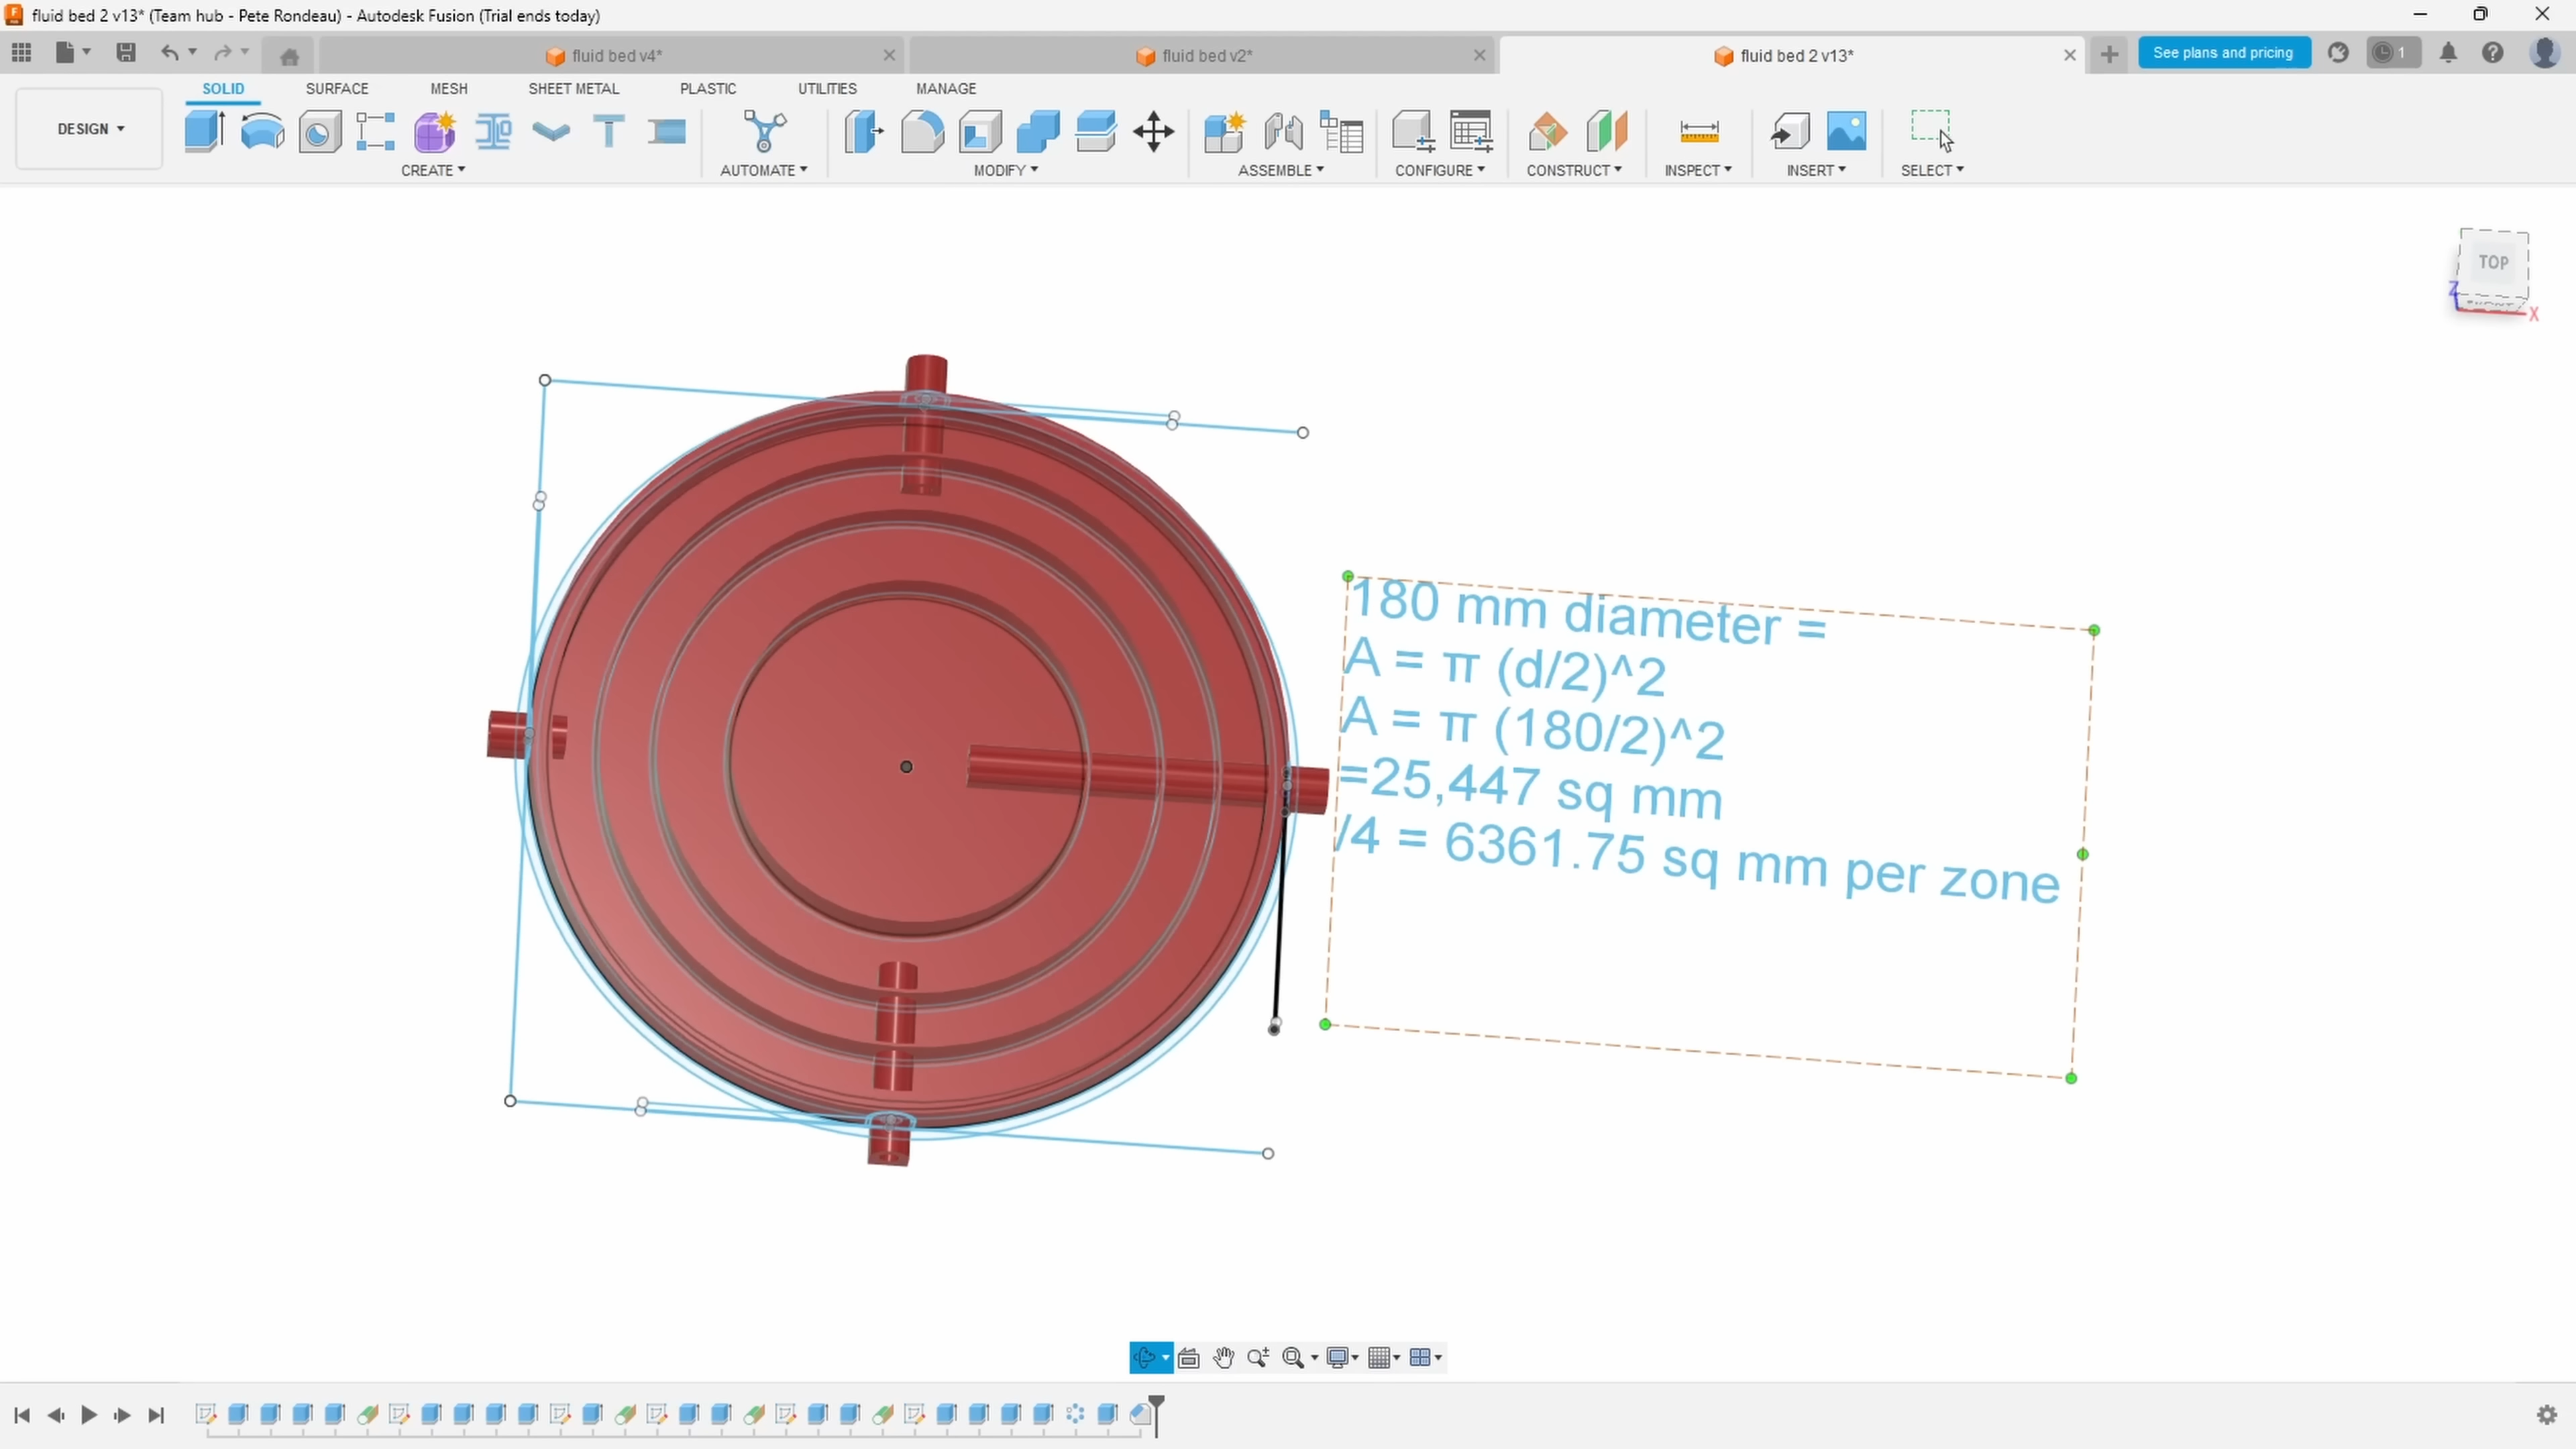 fluid bed 2 v13* (Team hub - Pete Rondeau) - Autodesk Fusion (Trial ends today)
fluid bed v4*
fluid bed v2*
fluid bed 2 v13*
See plans and pricing
1
SOLID
SURFACE
MESH
SHEET METAL
PLASTIC
UTILITIES
MANAGE
DESIGN
CREATE
AUTOMATE
MODIFY
ASSEMBLE
CONFIGURE
CONSTRUCT
INSPECT
INSERT
SELECT
TOP
Z
X
180 mm diameter =
A = π (d/2)^2
A = π (180/2)^2
=25,447 sq mm
/4 = 6361.75 sq mm per zone